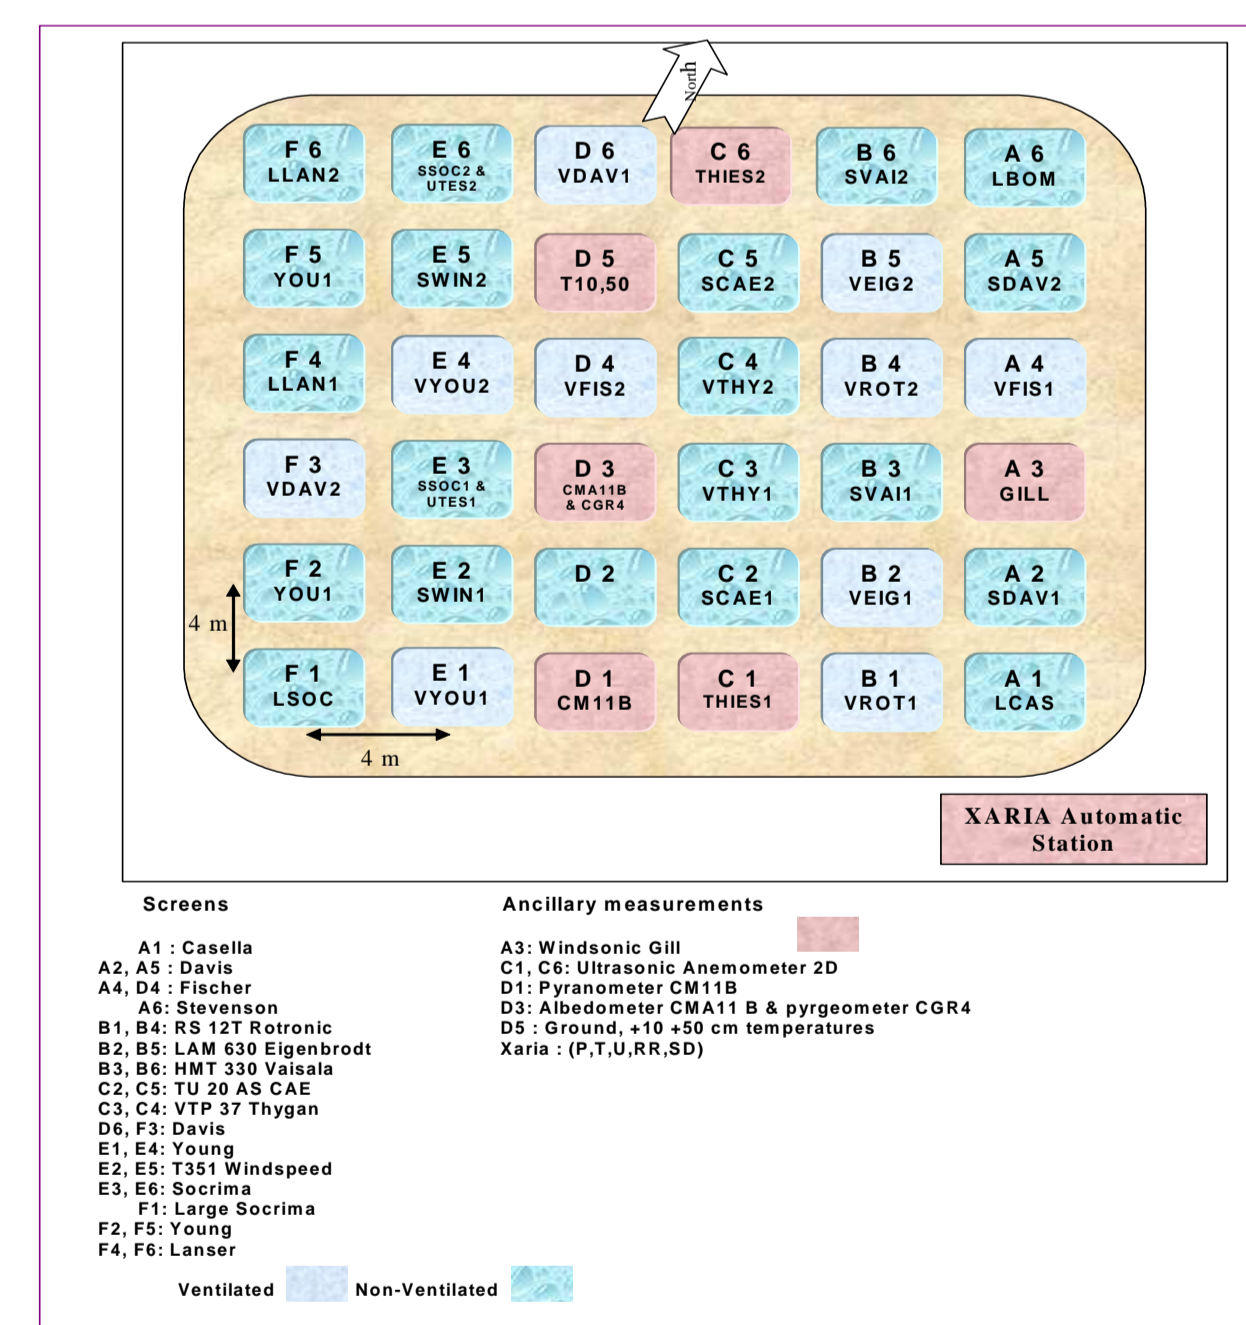 North
F 6 E 6 D 6 C 6 B 6 A 6
LLAN2 SSOC2 & UTES2 VDAV1 THIES2 SVAI2 LBOM
F 5 E 5 D 5 C 5 B 5 A 5
YOU1 SWIN2 T10,50 SCAE2 VEIG2 SDAV2
F 4 E 4 D 4 C 4 B 4 A 4
LLAN1 VYOU2 VFIS2 VTHY2 VROT2 VFIS1
F 3 E 3 D 3 C 3 B 3 A 3
VDAV2 SSOC1 & UTES1 CMA11B & CGR4 VTHY1 SVAI1 GILL
F 2 E 2 D 2 C 2 B 2 A 2
YOU1 SWIN1 SCAE1 VEIG1 SDAV1
4 m
F 1 E 1 D 1 C 1 B 1 A 1
LSOC VYOU1 CM11B THIES1 VROT1 LCAS
4 m
XARIA Automatic
Station
Screens
A1 : Casella
A2, A5 : Davis
A4, D4 : Fischer
A6: Stevenson
B1, B4: RS 12T Rotronic
B2, B5: LAM 630 Eigenbrodt
B3, B6: HMT 330 Vaisala
C2, C5: TU 20 AS CAE
C3, C4: VTP 37 Thygan
D6, F3: Davis
E1, E4: Young
E2, E5: T351 Windspeed
E3, E6: Socrima
F1: Large Socrima
F2, F5: Young
F4, F6: Lanser
Ancillary measurements
A3: Windsonic Gill
C1, C6: Ultrasonic Anemometer 2D
D1: Pyranometer CM11B
D3: Albedometer CMA11 B & pyrgeometer CGR4
D5 : Ground, +10 +50 cm temperatures
Xaria : (P,T,U,RR,SD)
Ventilated Non-Ventilated